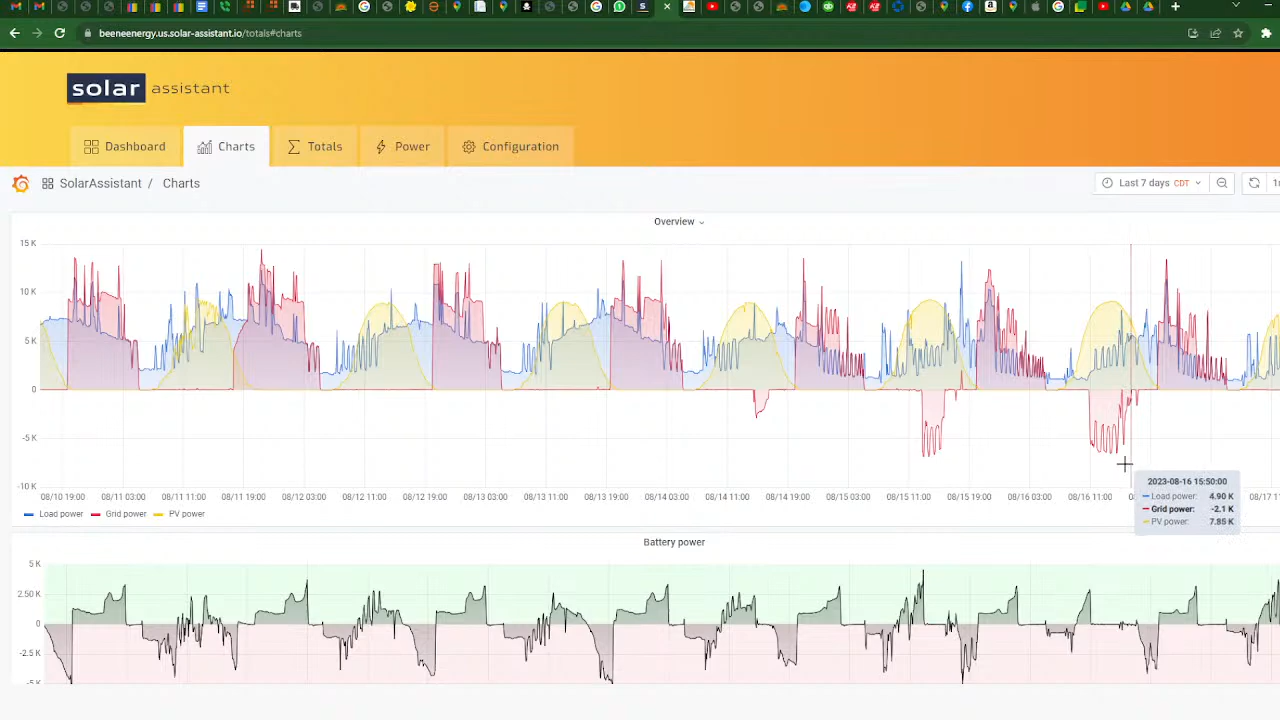 beeneenergy.us.solar-assistant.io/totals#charts
solar assistant
Dashboard Charts Totals Power Configuration
SolarAssistant / Charts
Last 7 days CDT
Overview
15 K
10 K
5 K
0
-5 K
-10 K
08/10 19:00 08/11 03:00 08/11 11:00 08/11 19:00 08/12 03:00 08/12 11:00 08/12 19:00 08/13 03:00 08/13 11:00 08/13 19:00 08/14 03:00 08/14 11:00 08/14 19:00 08/15 03:00 08/15 11:00 08/15 19:00 08/16 03:00 08/16 11:00
Load power Grid power PV power
2023-08-16 15:50:00
Load power: 4.90 K
Grid power: -2.1 K
PV power: 7.85 K
Battery power
5 K
2.50 K
0
-2.5 K
-5 K